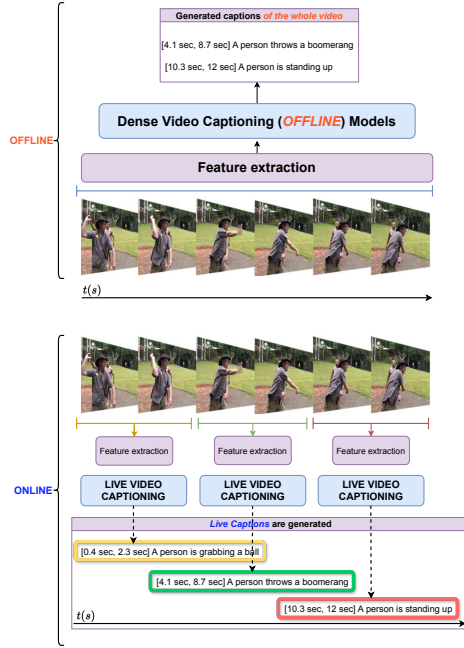 Generated captions of the whole video
[4.1 sec, 8.7 sec] A person throws a boomerang
[10.3 sec, 12 sec] A person is standing up
Dense Video Captioning (OFFLINE) Models
OFFLINE
Feature extraction
t(s)
Feature extraction
Feature extraction
Feature extraction
LIVE VIDEO CAPTIONING
LIVE VIDEO CAPTIONING
LIVE VIDEO CAPTIONING
ONLINE
Live Captions are generated
[0.4 sec, 2.3 sec] A person is grabbing a ball
[4.1 sec, 8.7 sec] A person throws a boomerang
[10.3 sec, 12 sec] A person is standing up
t(s)